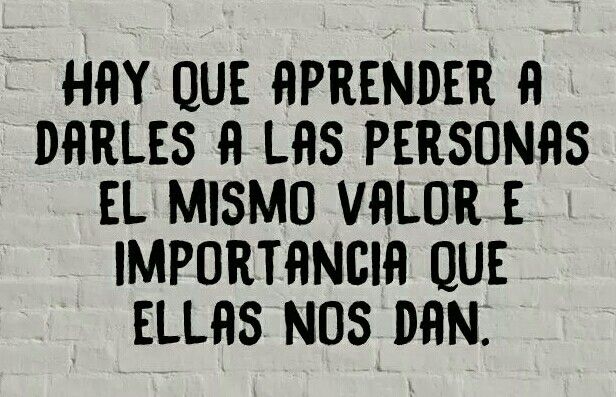 HAY QUE APRENDER A
DARLES A LAS PERSONAS
EL MISMO VALOR E
IMPORTANCIA QUE
ELLAS NOS DAN.